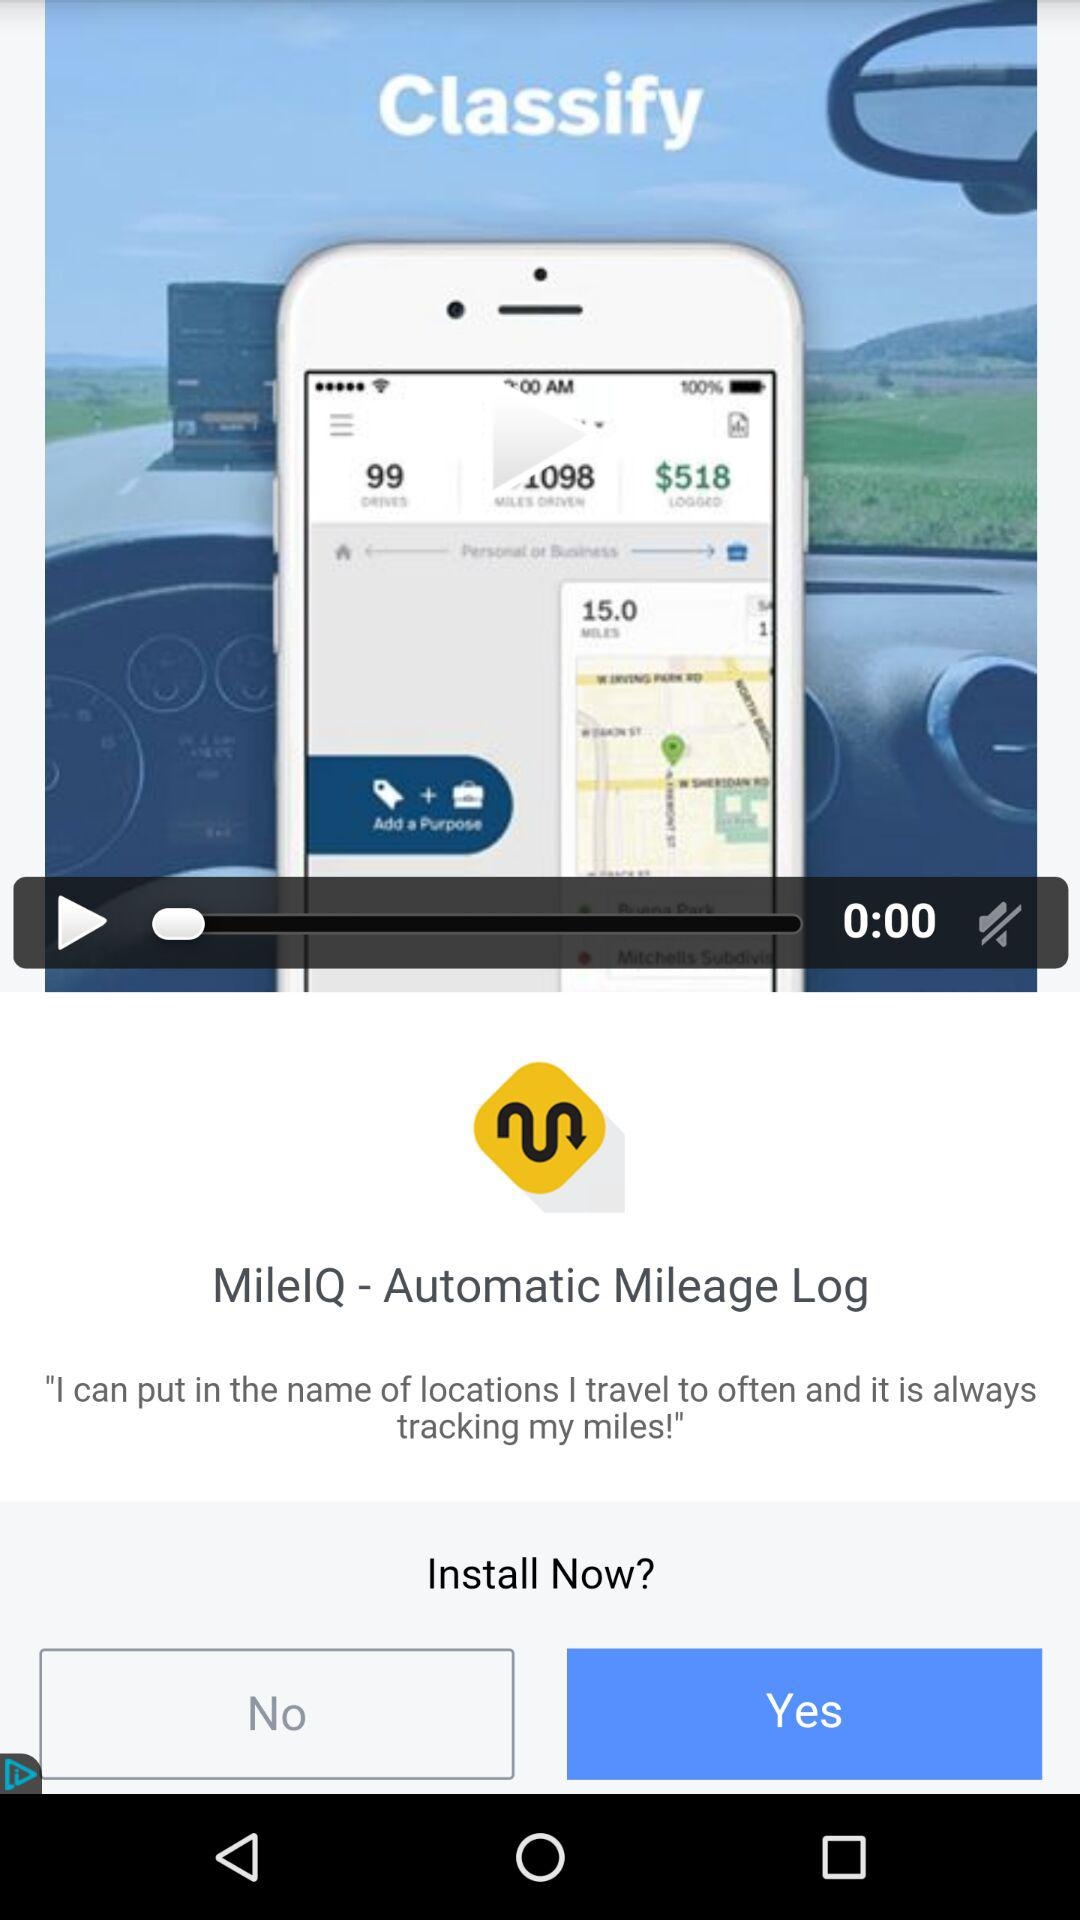 Classify
100%
99
1098
$518
DRIVES
MILES DRIVEN
LOGGED
Personal or Business
15.0
MILES
W IRVING PARK RD
W DAKIN ST
W SHERIDAN RD
Add a Purpose
Buena Park
Mitchells Subdivis
0:00
MileIQ - Automatic Mileage Log
"I can put in the name of locations I travel to often and it is always
tracking my miles!"
Install Now?
No
Yes